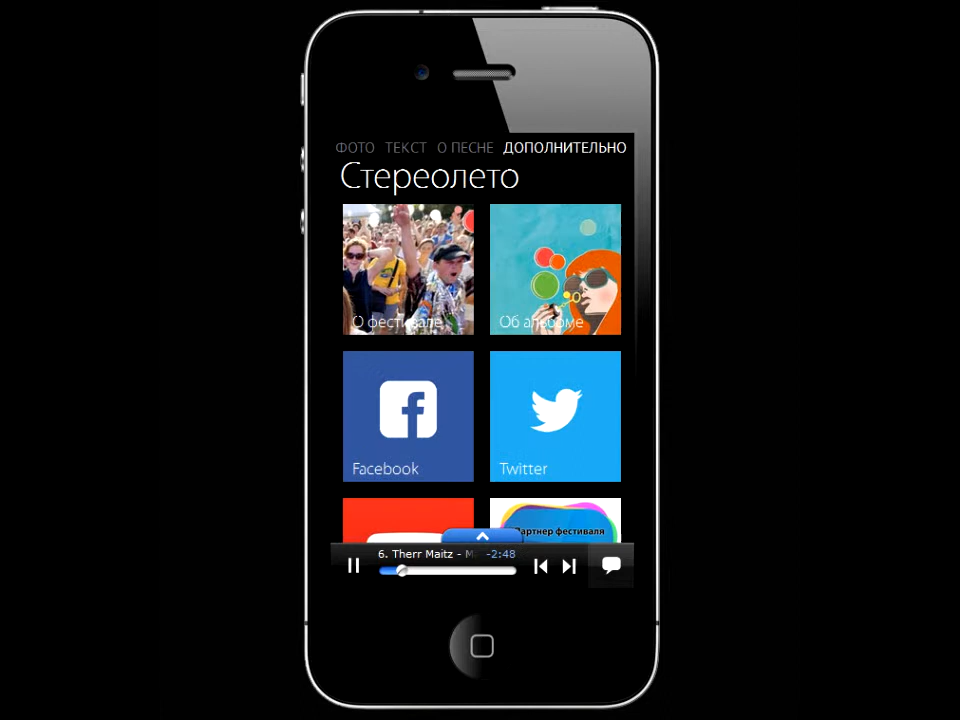 ФОТО ТЕКСТ О ПЕСНЕ ДОПОЛНИТЕЛЬНО
Стереолето
О фестивале
Об альбоме
Facebook
Twitter
Партнер фестиваля
6. Therr Maitz - -2:48